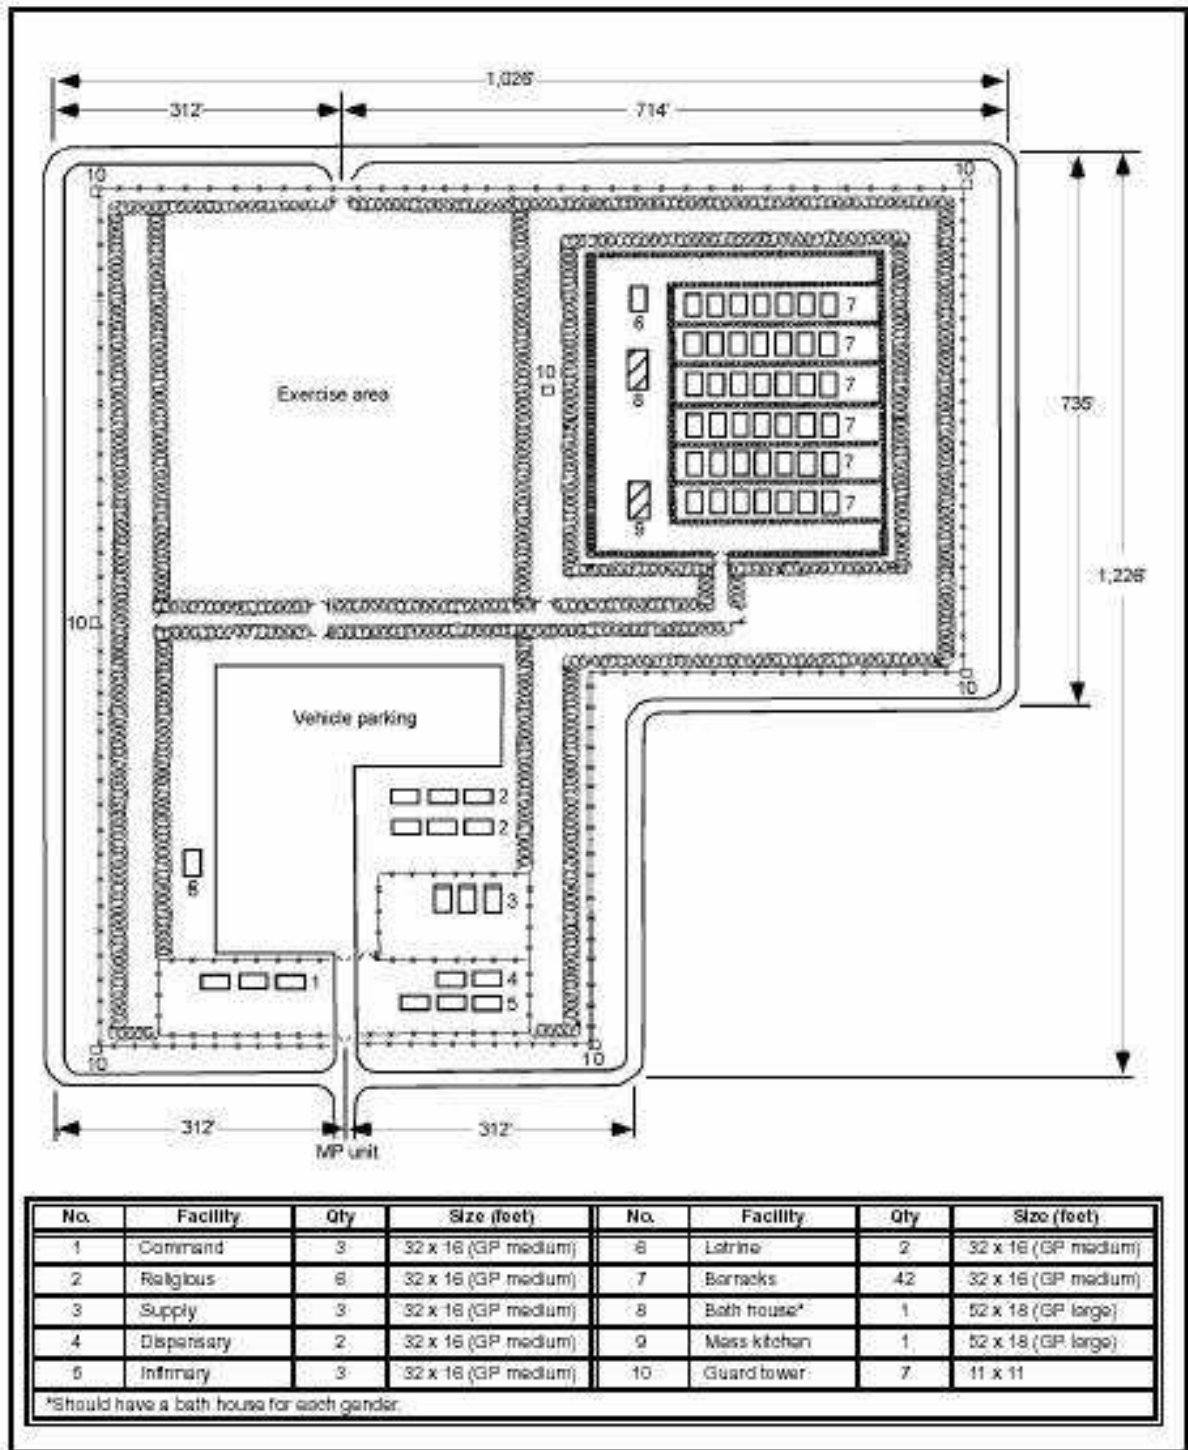 1,026'
312' 714'
10 10
7
6
7
10
8
7
Exercise area
735'
7
7
9
7
1,226'
10
10
Vehicle parking
2
2
6
3
1 4
5
10 10
312' 312'
MP unit
No. Facility Qty Size (feet) No. Facility Qty Size (feet)
1 Command 3 32 x 16 (GP medium) 6 Latrine 2 32 x 16 (GP medium)
2 Religious 6 32 x 16 (GP medium) 7 Barracks 42 32 x 16 (GP medium)
3 Supply 3 32 x 16 (GP medium) 8 Bath house* 1 52 x 18 (GP large)
4 Dispensary 2 32 x 16 (GP medium) 9 Mess kitchen 1 52 x 18 (GP large)
5 Infirmary 3 32 x 16 (GP medium) 10 Guard tower 7 11 x 11
*Should have a bath house for each gender.